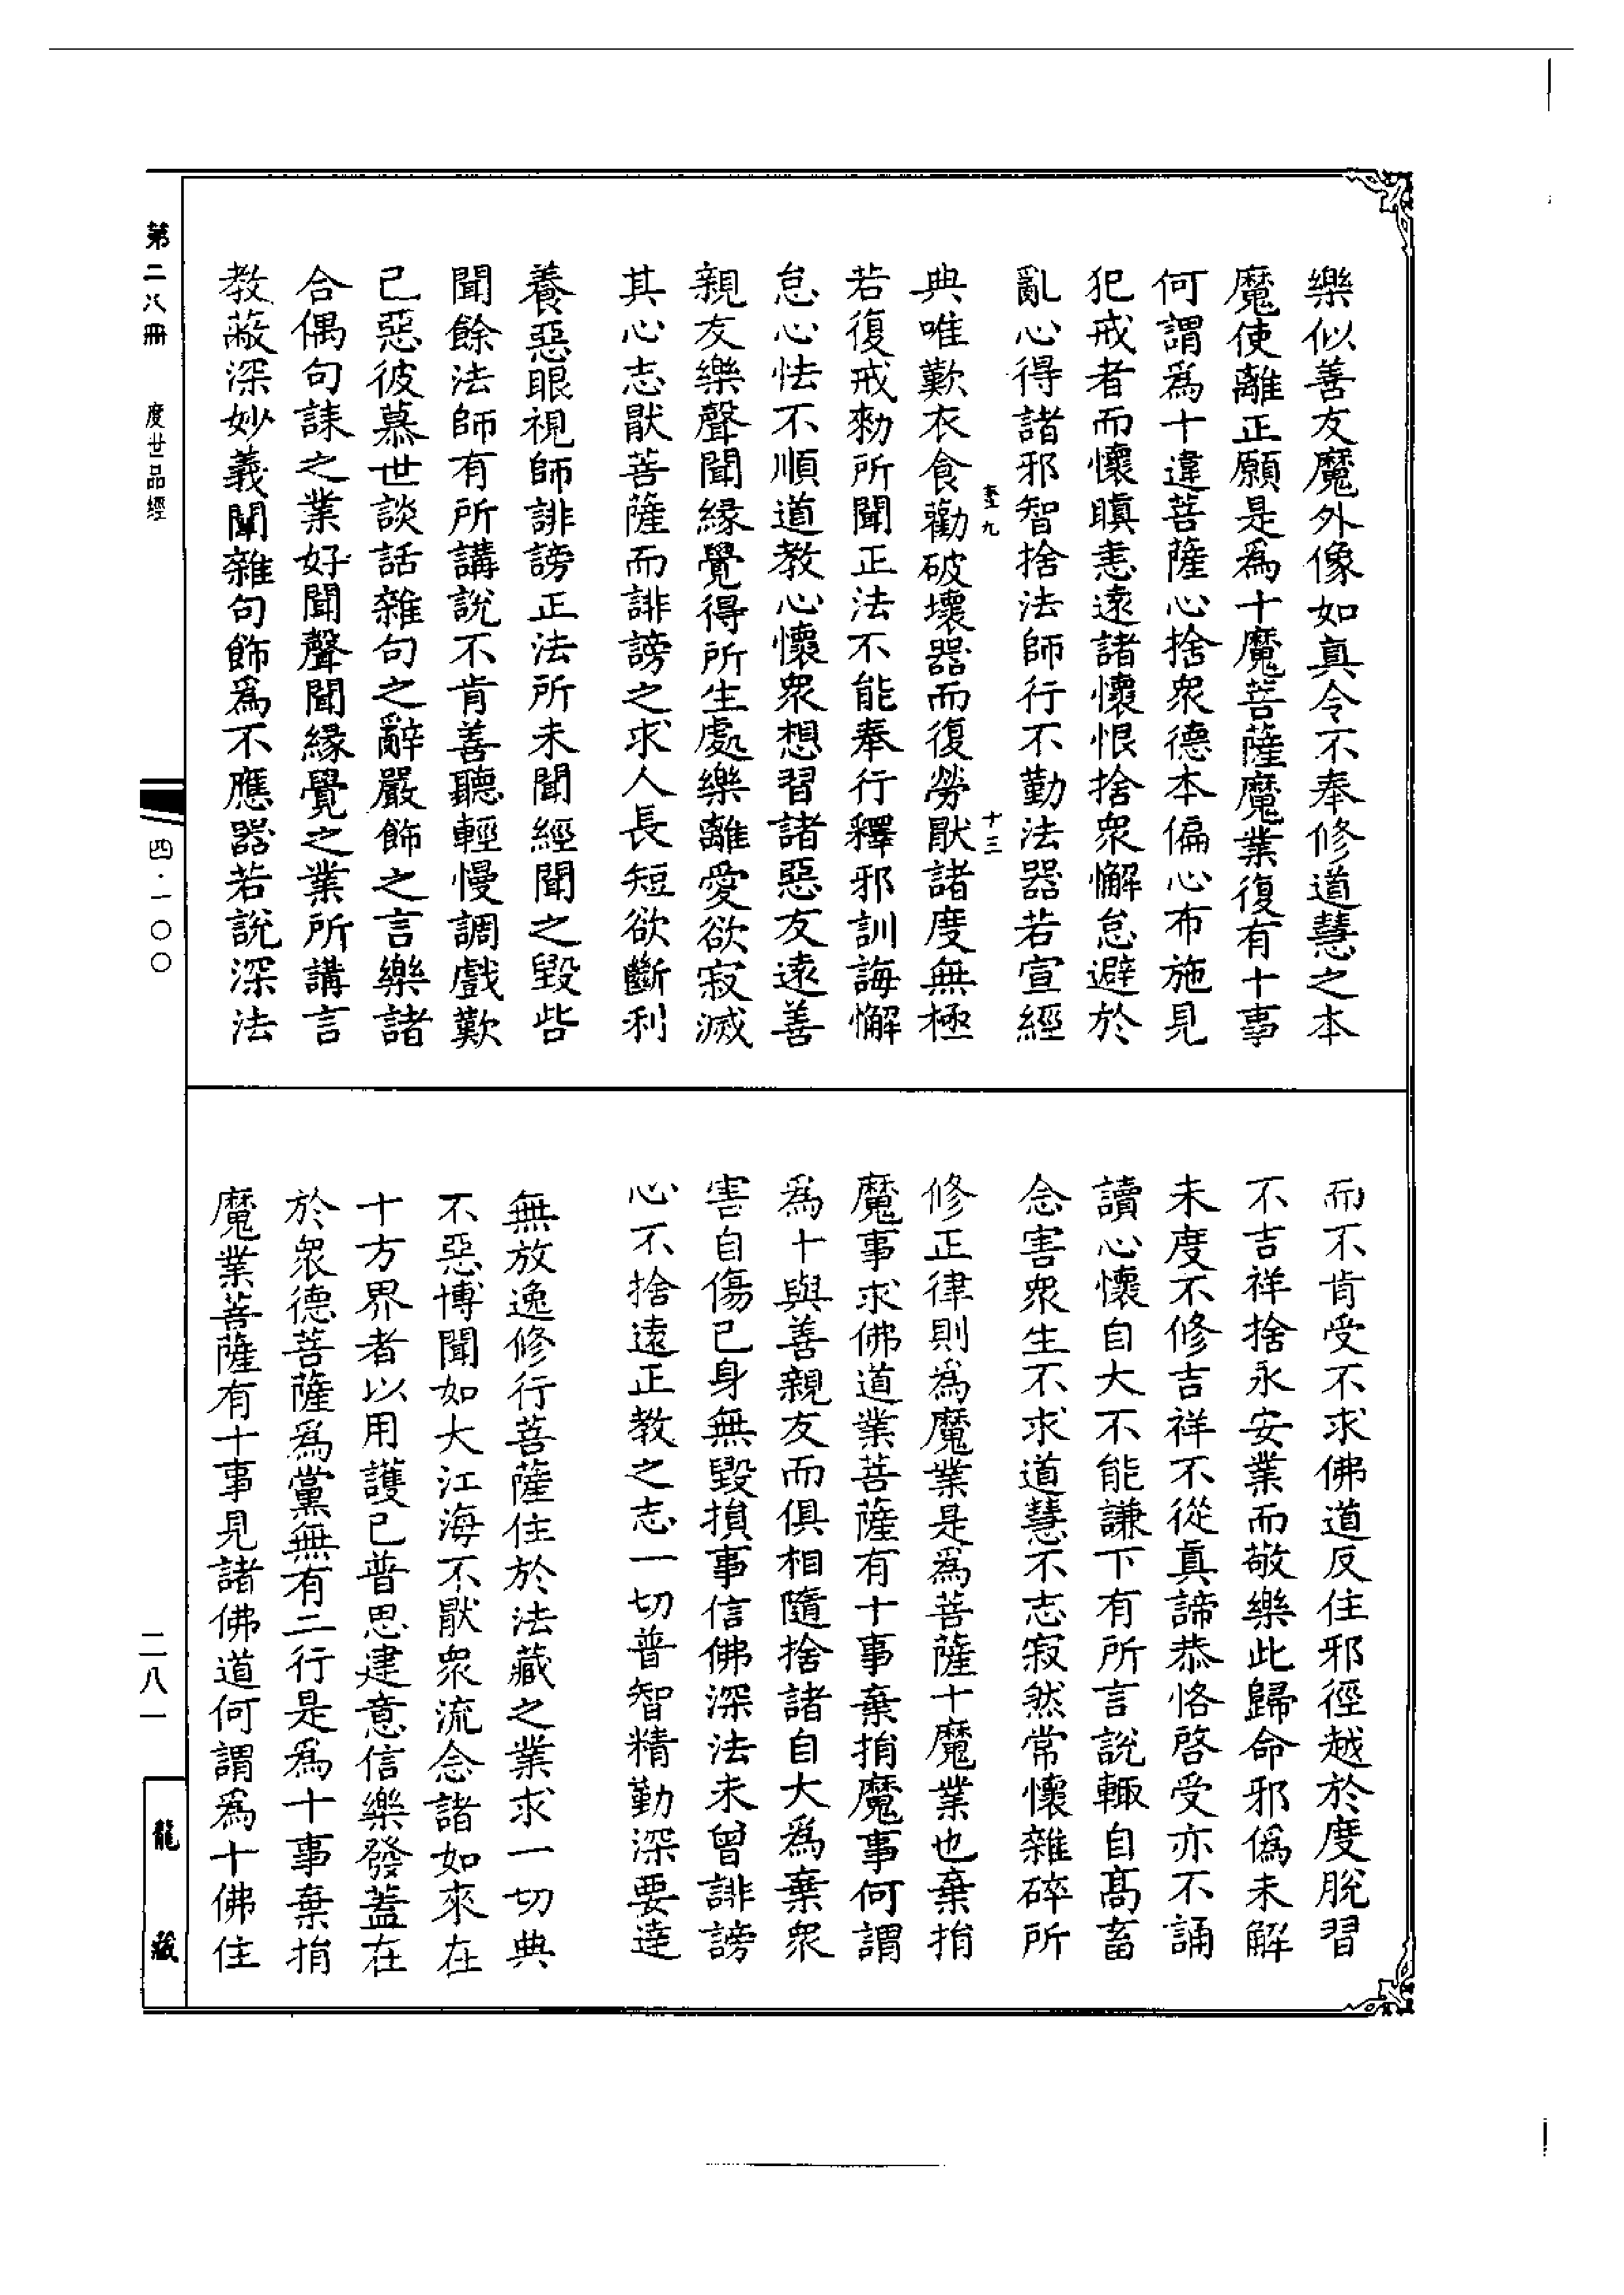 樂似善友魔外像如真令不奉修道慧之本
魔使離正願是為十魔菩薩魔業復有十事
何謂為十違菩薩心捨衆德本偏心布施見
犯戒者而懷瞋恚遠諸懷恨捨衆懈怠避於
亂心得諸邪智捨法師行不勤法器若宣經
九
十三
典唯歎衣食勸破壞器而復勞猒諸度無極
若復戒勑所聞正法不能奉行釋邪訓誨懈
怠心怯不順道教心懷衆想習諸惡友遠善
親友樂聲聞緣覺得所生處樂離愛欲寂滅
其心志猒菩薩而誹謗之求人長短欲斷利
養惡眼視師誹謗正法所未聞經聞之毀呰
聞餘法師有所講說不肯善聽輕慢調戲歎
己惡彼慕世談話雜句之辭嚴飾之言樂諸
合偶句誄之業好聞聲聞緣覺之業所講言
教蔽深妙義聞雜句飾為不應器若說深法
而不肯受不求佛道反住邪徑越於度脫習
不吉祥捨永安業而敬樂此歸命邪僞未解
未度不修吉祥不從真諦恭恪啓受亦不誦
讀心懷自大不能謙下有所言說輙自髙畜
念害衆生不求道慧不志寂然常懷雜碎所
修正律則為魔業是為菩薩十魔業也棄捐
魔事求佛道業菩薩有十事棄捐魔事何謂
為十與善親友而俱相隨捨諸自大為棄衆
害自傷己身無毀損事信佛深法未曾誹謗
心不捨遠正教之志一切普智精勤深要達
無放逸修行菩薩住於法藏之業求一切典
不惡博聞如大江海不猒衆流念諸如來在
十方界者以用護己普思建意信樂發蓋在
於衆德菩薩為黨無有二行是為十事棄捐
魔業菩薩有十事見諸佛道何謂為十佛住
第二八冊 度世品經
四·一〇〇
二八一
龍藏